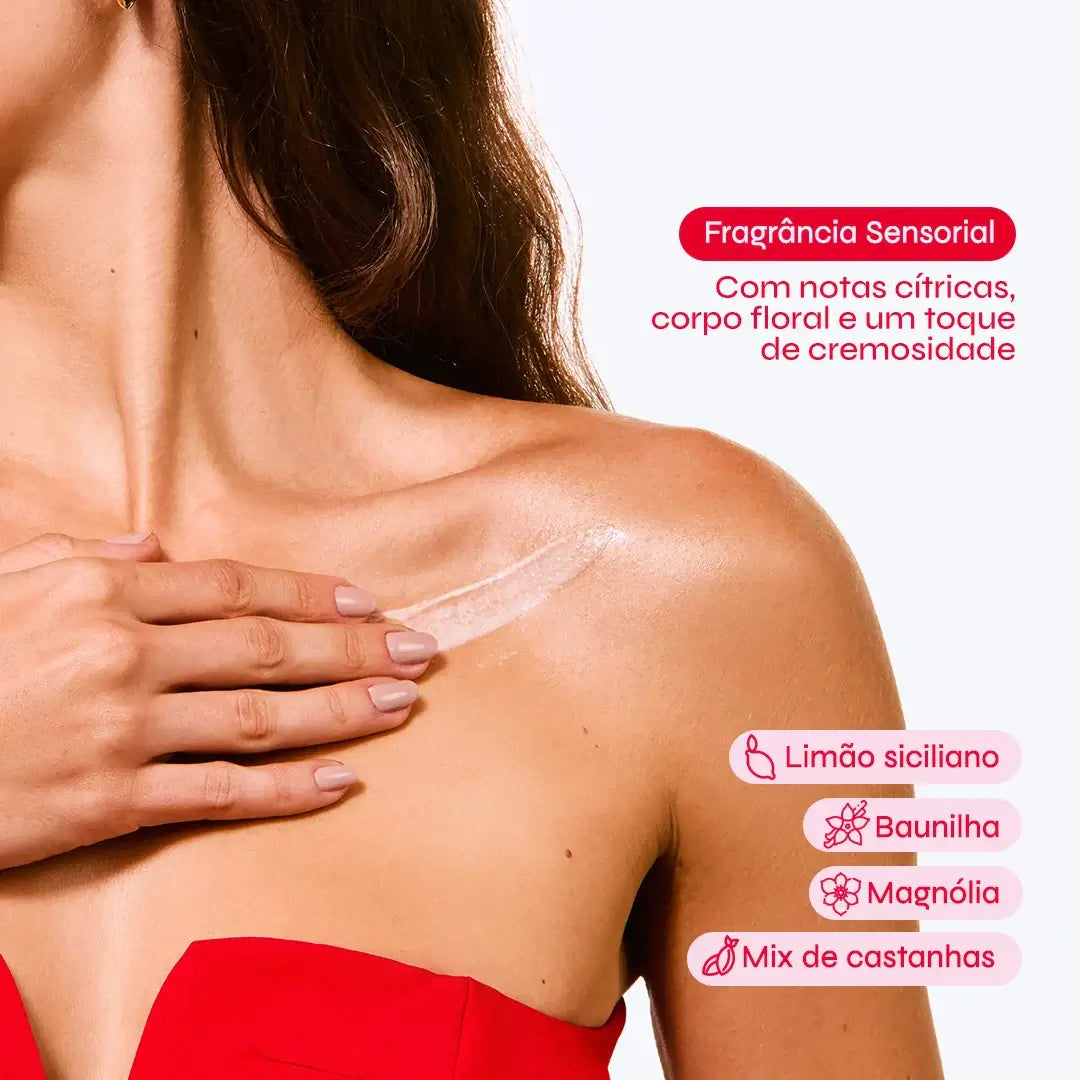 Fragrância Sensorial
Com notas cítricas,
corpo floral e um toque
de cremosidade
Limão siciliano
Baunilha
Magnólia
Mix de castanhas